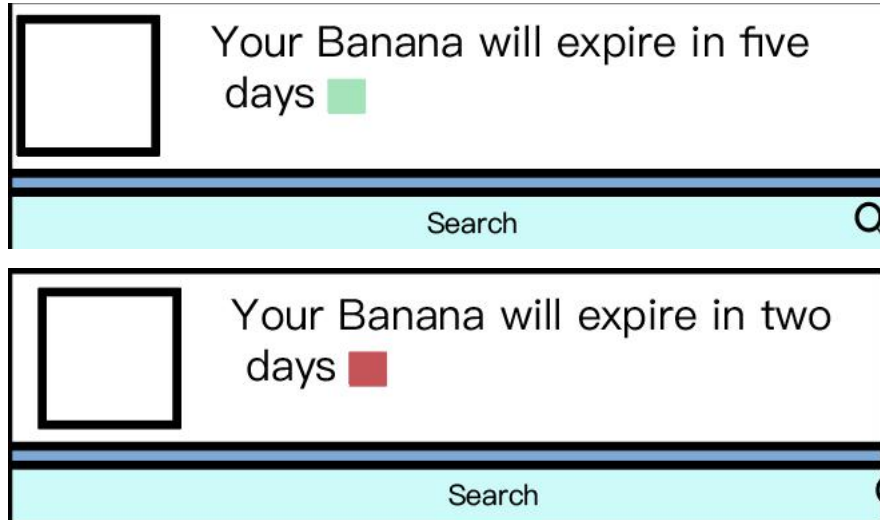 Your Banana will expire in five
days
Search
Your Banana will expire in two
days
Search